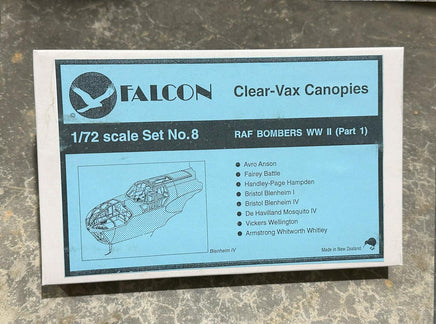 FALCON
Clear-Vax Canopies
1/72 scale Set No.8
RAF BOMBERS WW II (Part 1)
Avro Anson
Fairey Battle
Handley-Page Hampden
Bristol Blenheim I
Bristol Blenheim IV
De Havilland Mosquito IV
Vickers Wellington
Armstrong Whitworth Whitley
Blenheim IV
Made in New Zealand